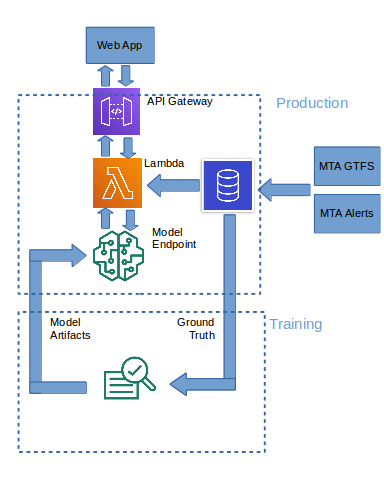 Web App
API Gateway
Production
Lambda
MTA GTFS
MTA Alerts
Model
Endpoint
Model
Artifacts
Ground
Truth
Training